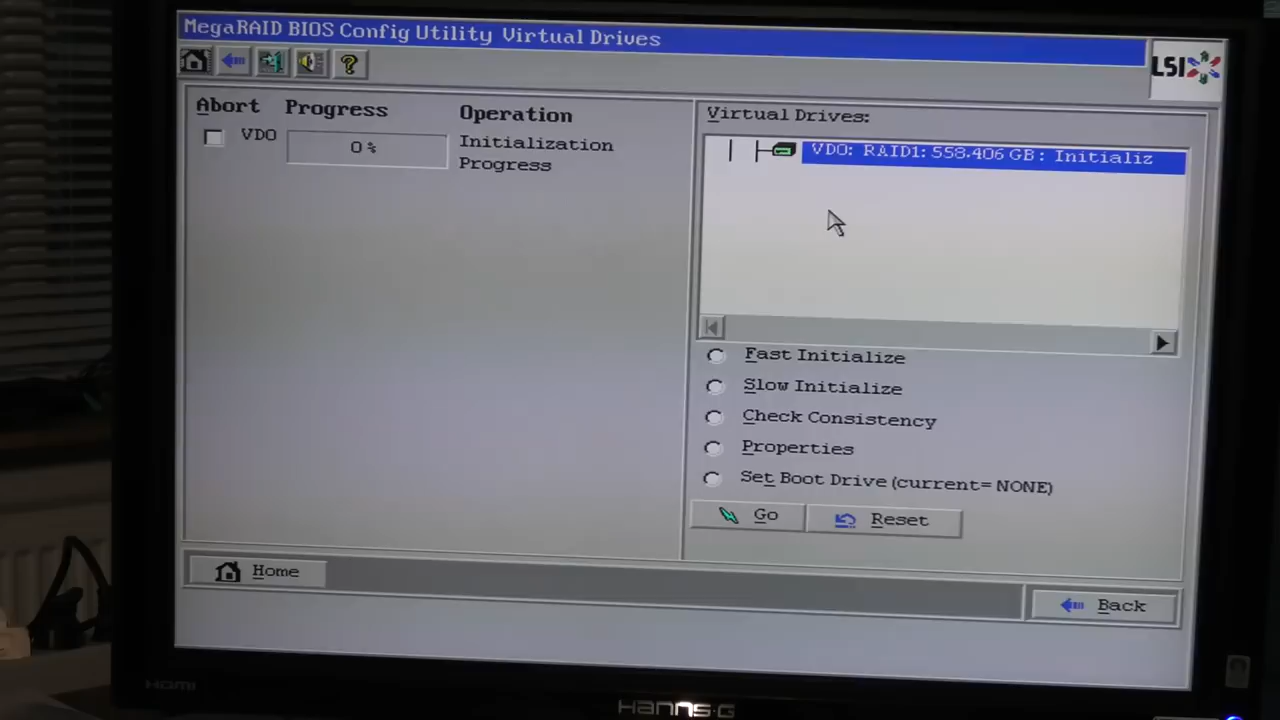 MegaRAID BIOS Config Utility Virtual Drives
LSI
Abort Progress Operation
VD0 0 % Initialization
Progress
Virtual Drives:
VD0: RAID1: 558.406 GB: Initializ
Fast Initialize
Slow Initialize
Check Consistency
Properties
Set Boot Drive (current= NONE)
Go Reset
Home
Back
HDMI
HANNS-G